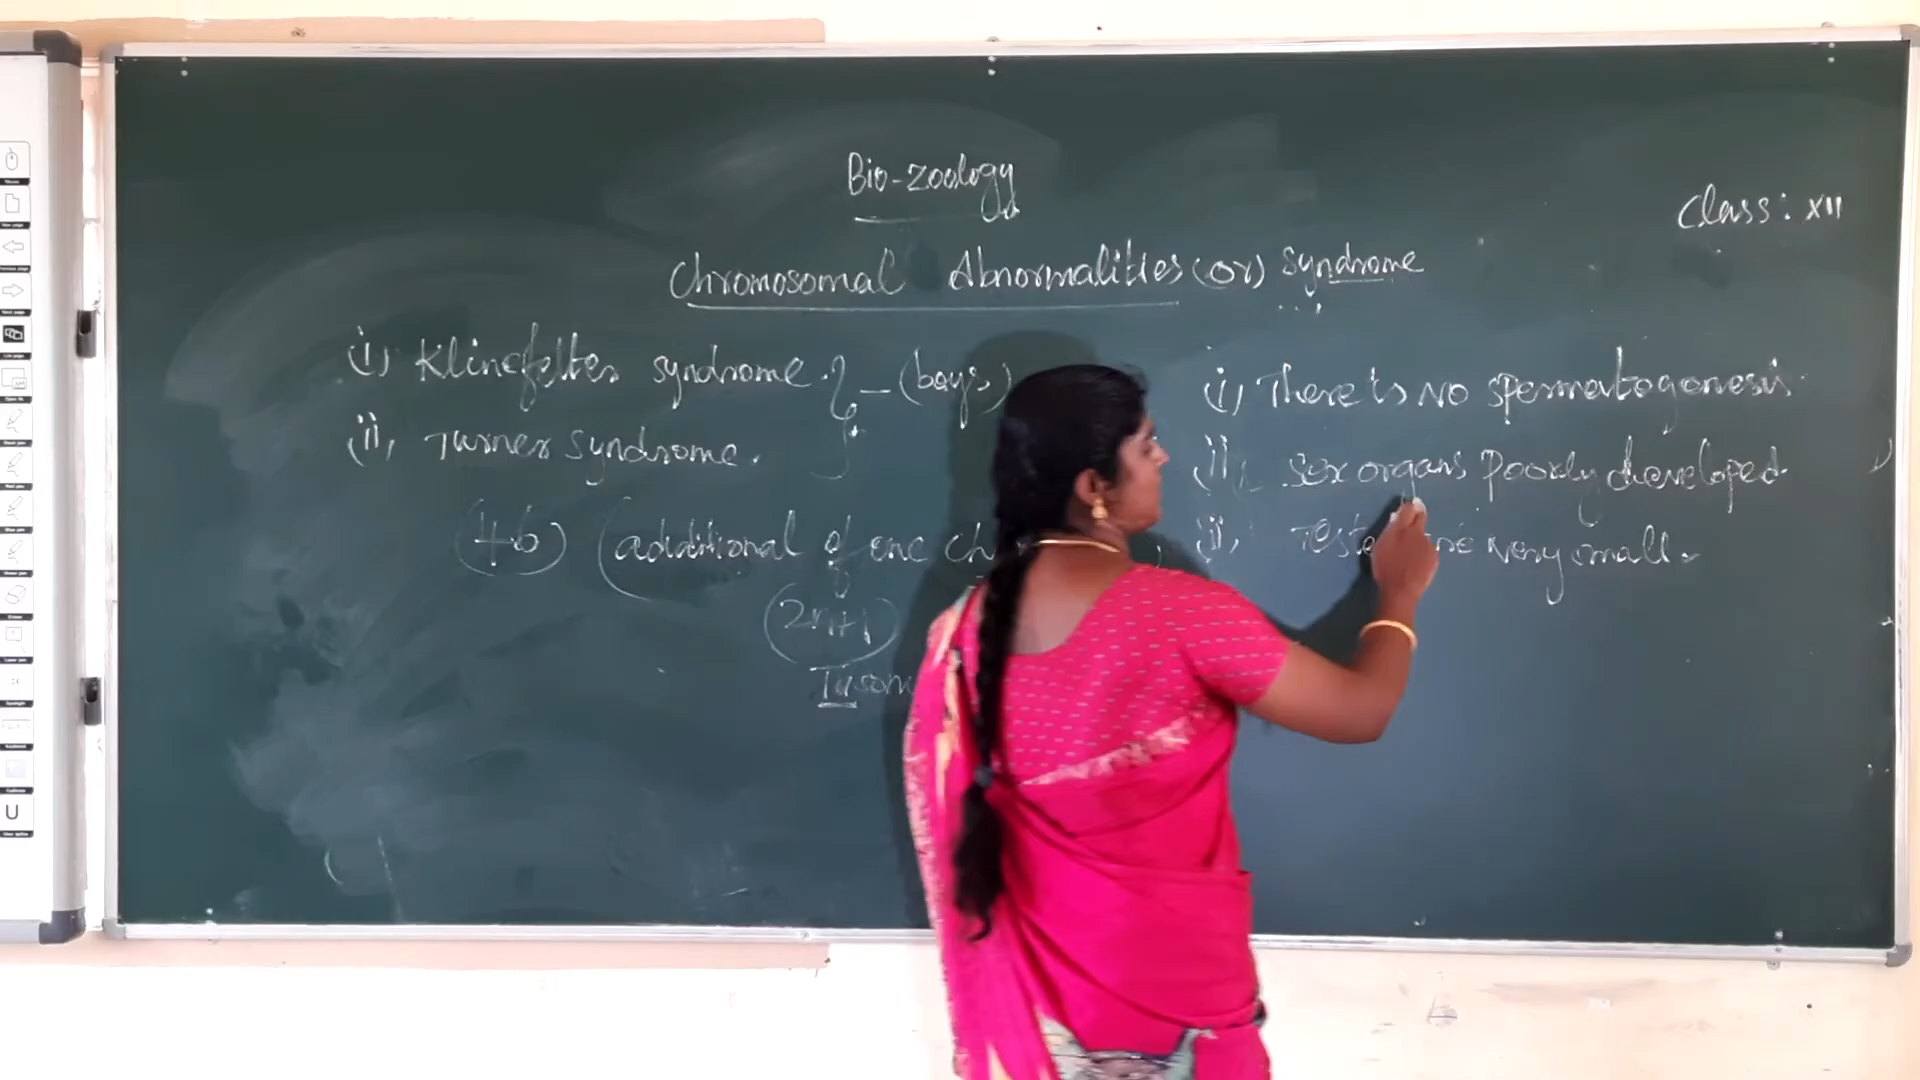 Bio-zoology
Class: XII
Chromosomal Abnormalities (or) syndrome
(i) Klinefelter syndrome. } - (boys)
(ii) Turner syndrome.
(46) (additional of one ch
(2n+1)
(i) There is No spermatogenesis.
ii, sex organs poorly developed.
ii, are very small.